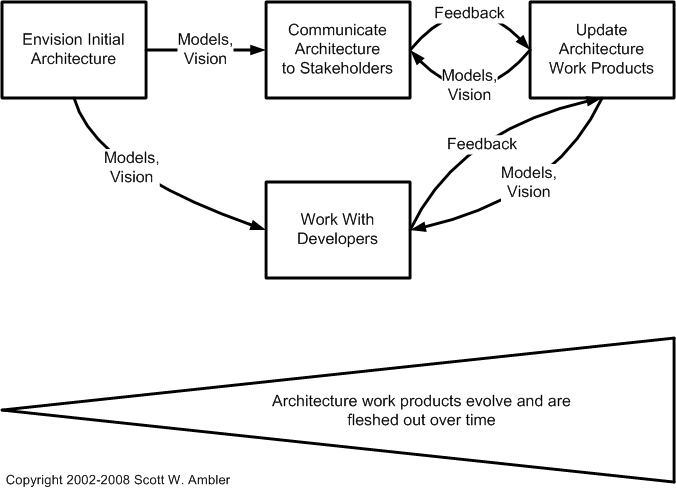 Envision Initial
Architecture
Models,
Vision
Communicate
Architecture
to Stakeholders
Feedback
Models,
Vision
Update
Architecture
Work Products
Models,
Vision
Feedback
Models,
Vision
Work With
Developers
Architecture work products evolve and are
fleshed out over time
Copyright 2002-2008 Scott W. Ambler